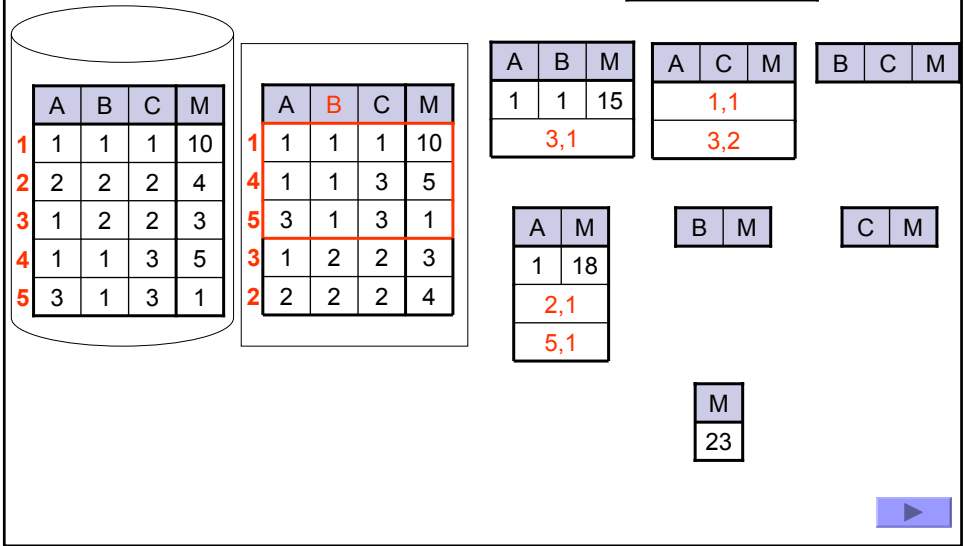 A B C M
1 1 1 1 10
2 2 2 2 4
3 1 2 2 3
4 1 1 3 5
5 3 1 3 1
A B C M
1 1 1 1 10
4 1 1 3 5
5 3 1 3 1
3 1 2 2 3
2 2 2 2 4
A B M
1 1 15
3,1
A C M
1,1
3,2
B C M
A M
1 18
2,1
5,1
B M
C M
M
23